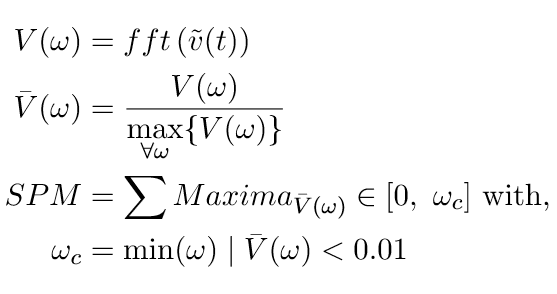 V(ω) = fft (ṽ(t))
V̄(ω) = V(ω) / max_{∀ω}{V(ω)}
SPM = ∑ Maxima_{V̄(ω)} ∈ [0, ω_c] with,
ω_c = min(ω) | V̄(ω) < 0.01